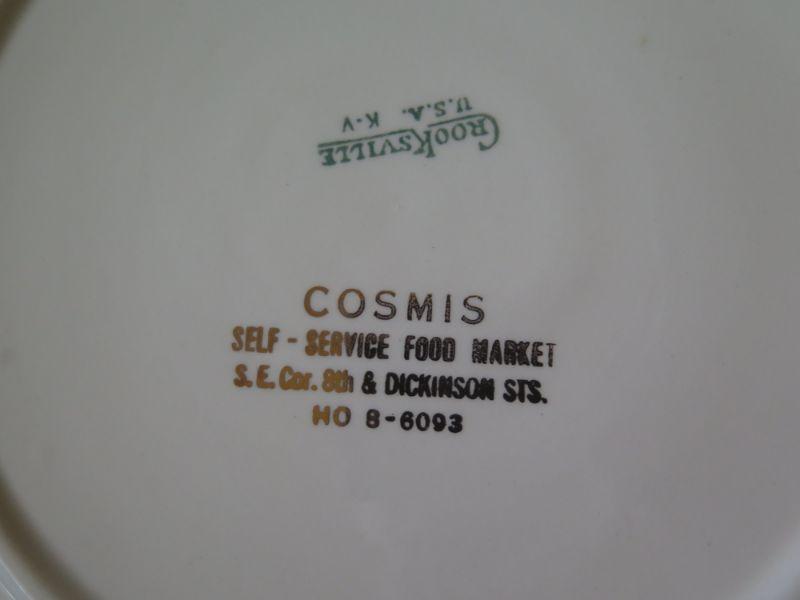 CROOKSVILLE
U.S.A. K-V
COSMIS
SELF - SERVICE FOOD MARKET
S. E. Cor. 8th & DICKINSON STS.
HO 8-6093